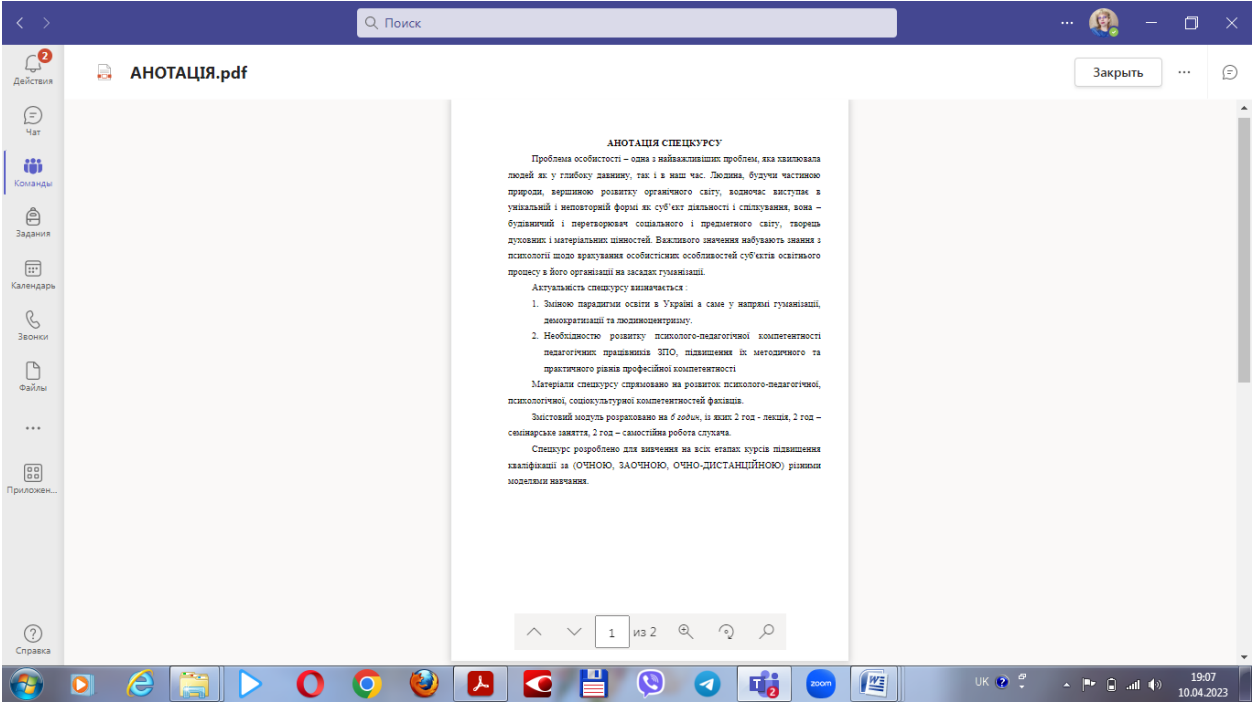 Поиск
...
2
Действия
АНОТАЦІЯ.pdf
Закрыть
...
Чат
Команды
Задания
Календарь
Звонки
Файлы
...
Приложен...
Справка
АНОТАЦІЯ СПЕЦКУРСУ
Проблема особистості – одна з найважливіших проблем, яка хвилювала
людей як у глибоку давнину, так і в наш час. Людина, будучи частиною
природи, вершиною розвитку органічного світу, водночас виступає в
унікальній і неповторній формі як суб'єкт діяльності і спілкування, вона –
будівничий і перетворювач соціального і предметного світу, творець
духовних і матеріальних цінностей. Важливого значення набувають знання з
психології щодо врахування особистісних особливостей суб'єктів освітнього
процесу в його організації на засадах гуманізації.
Актуальність спецкурсу визначається :
1. Зміною парадигми освіти в Україні а саме у напрямі гуманізації,
демократизації та людиноцентризму.
2. Необхідностю розвитку психолого-педагогічної компетентності
педагогічних працівників ЗПО, підвищення їх методичного та
практичного рівнів професійної компетентності
Матеріали спецкурсу спрямовано на розвиток психолого-педагогічної,
психологічної, соціокультурної компетентностей фахівців.
Змістовий модуль розраховано на 6 годин, із яких 2 год - лекція, 2 год –
семінарське заняття, 2 год – самостійна робота слухача.
Спецкурс розроблено для вивчення на всіх етапах курсів підвищення
кваліфікації за (ОЧНОЮ, ЗАОЧНОЮ, ОЧНО-ДИСТАНЦІЙНОЮ) різними
моделями навчання.
1 из 2
2
zoom
W
UK
19:07
10.04.2023